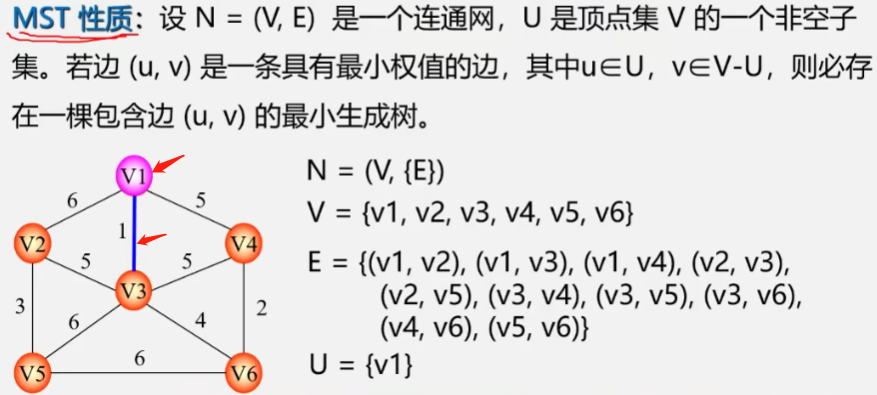 MST 性质：设 N = (V, E) 是一个连通网，U 是顶点集 V 的一个非空子
集。若边 (u, v) 是一条具有最小权值的边，其中u∈U，v∈V-U，则必存
在一棵包含边 (u, v) 的最小生成树。
N = (V, {E})
V = {v1, v2, v3, v4, v5, v6}
E = {(v1, v2), (v1, v3), (v1, v4), (v2, v3),
(v2, v5), (v3, v4), (v3, v5), (v3, v6),
(v4, v6), (v5, v6)}
U = {v1}
V1
6
5
1
V2
V4
5
5
V3
3
6
4
2
6
V5
V6